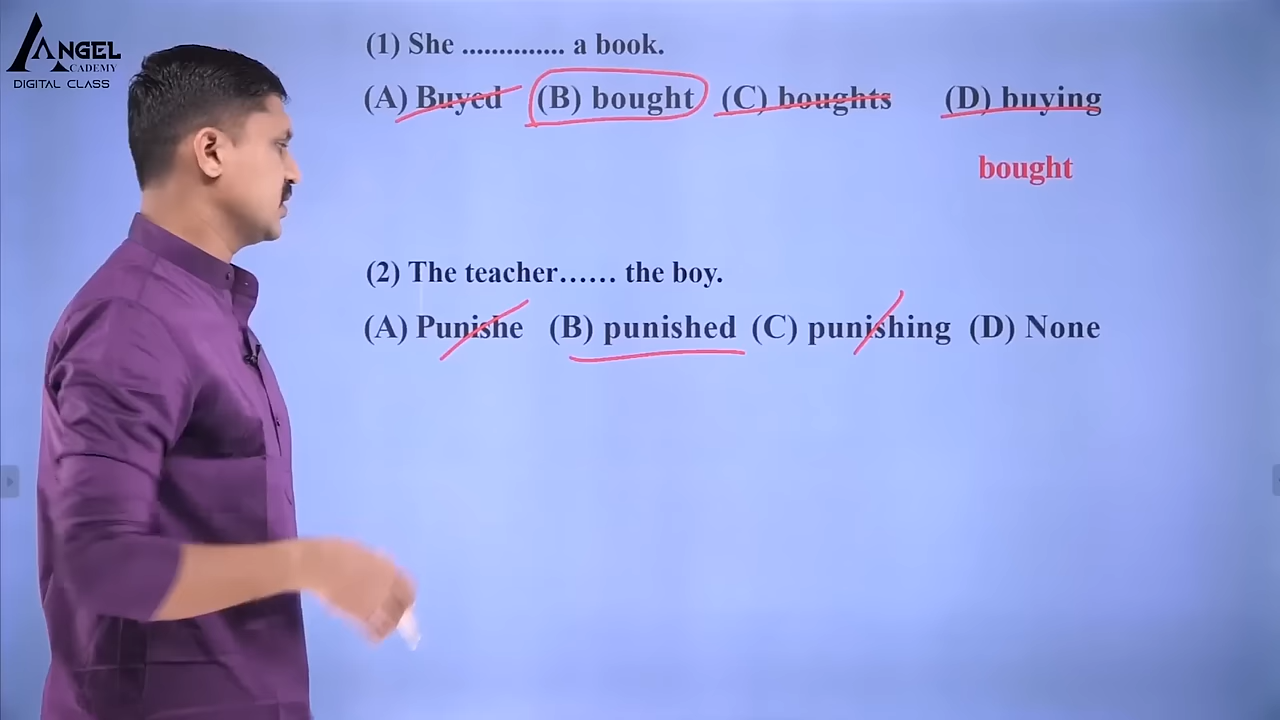 ANGEL
ACADEMY
DIGITAL CLASS
(1) She .............. a book.
(A) Buyed (B) bought (C) boughts (D) buying
bought
(2) The teacher…… the boy.
(A) Punishe (B) punished (C) punishing (D) None